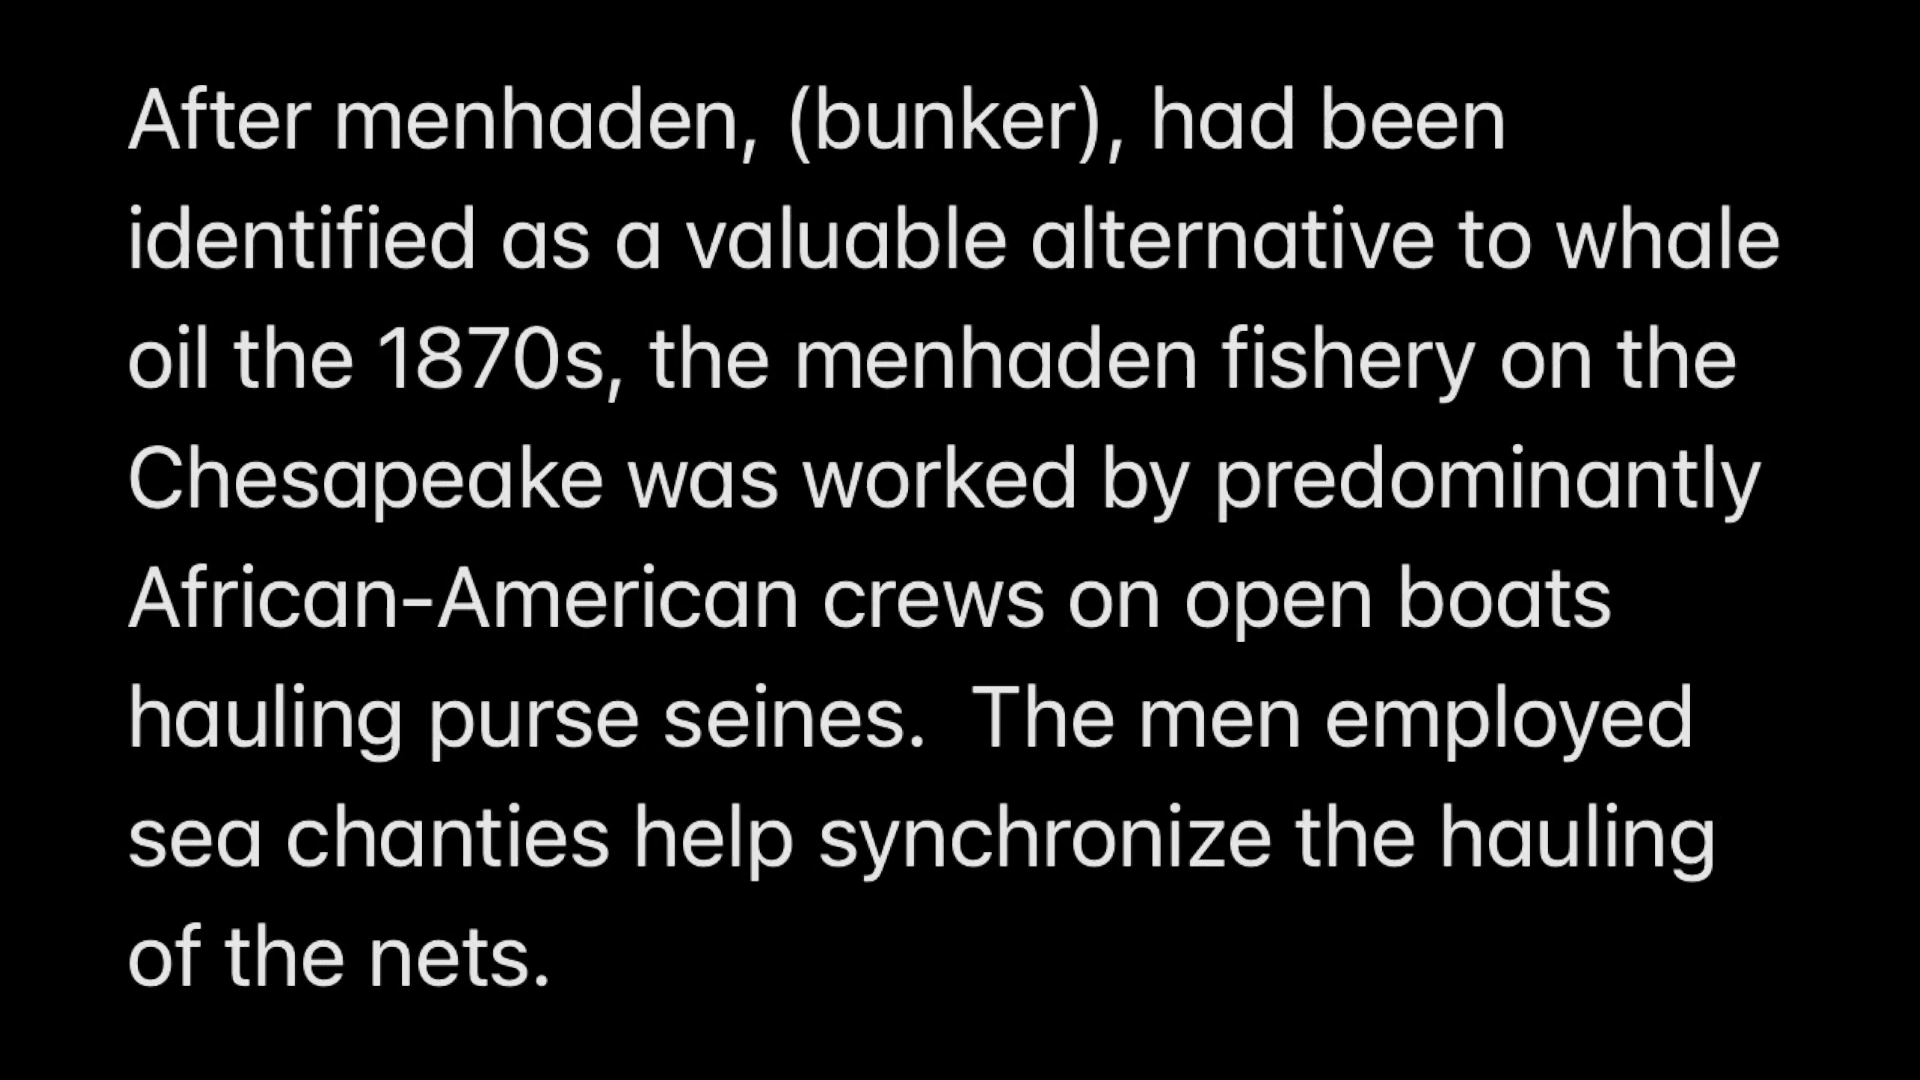 After menhaden, (bunker), had been
identified as a valuable alternative to whale
oil the 1870s, the menhaden fishery on the
Chesapeake was worked by predominantly
African-American crews on open boats
hauling purse seines.  The men employed
sea chanties help synchronize the hauling
of the nets.